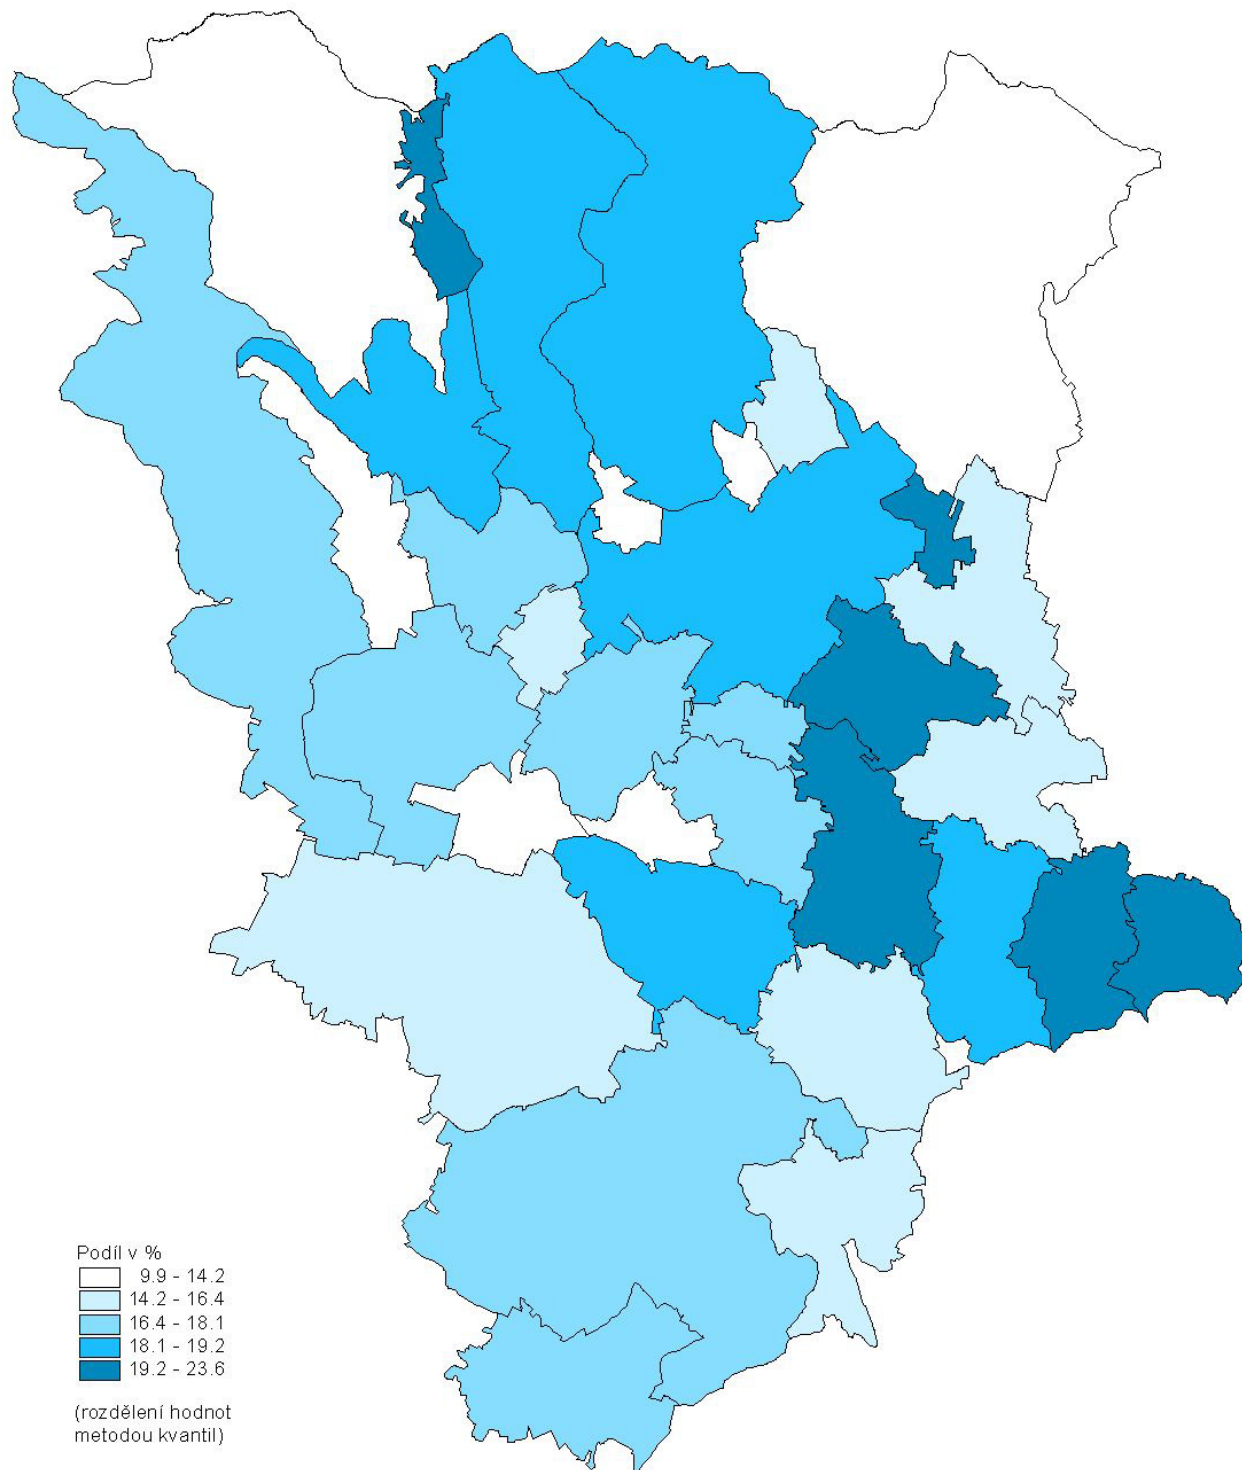 Podíl v %
9.9 - 14.2
14.2 - 16.4
16.4 - 18.1
18.1 - 19.2
19.2 - 23.6
(rozdělení hodnot
metodou kvantil)